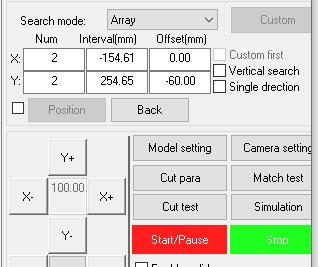 Search mode: Array Custom
Num Interval(mm) Offset(mm)
X: 2 -154.61 0.00 Custom first
Vertical search
Y: 2 254.65 -60.00 Single drection
Position Back
Model setting Camera setting
Y+
X- 100.00 X+
Cut para Match test
Cut test Simulation
Y-
Start/Pause Stop